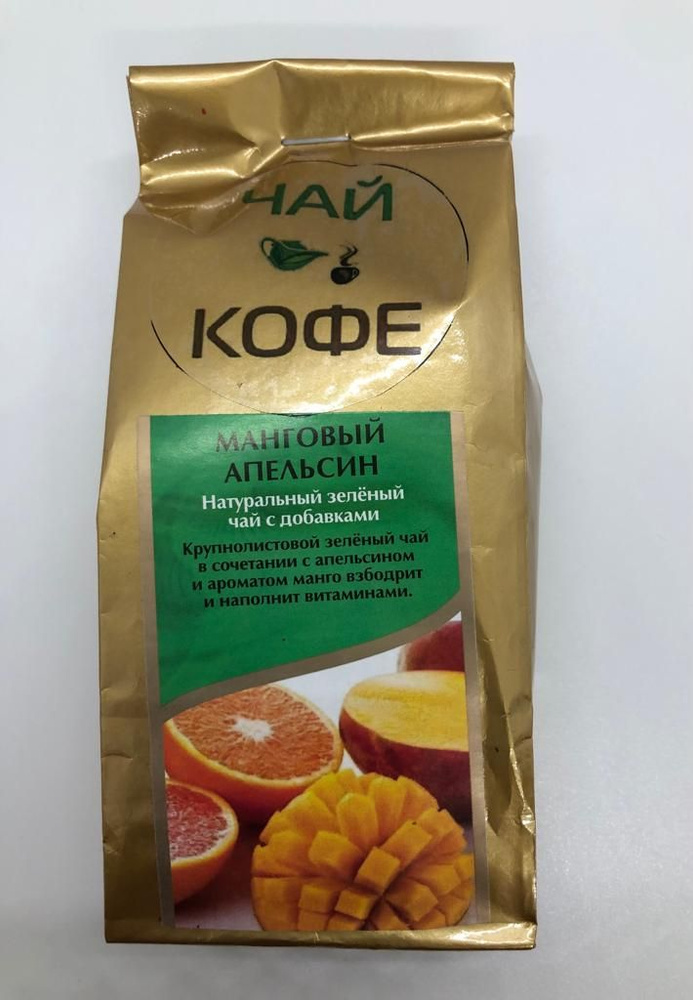 ЧАЙ
КОФЕ
МАНГОВЫЙ
АПЕЛЬСИН
Натуральный зелёный
чай с добавками
Крупнолистовой зелёный чай
в сочетании с апельсином
и ароматом манго взбодрит
и наполнит витаминами.